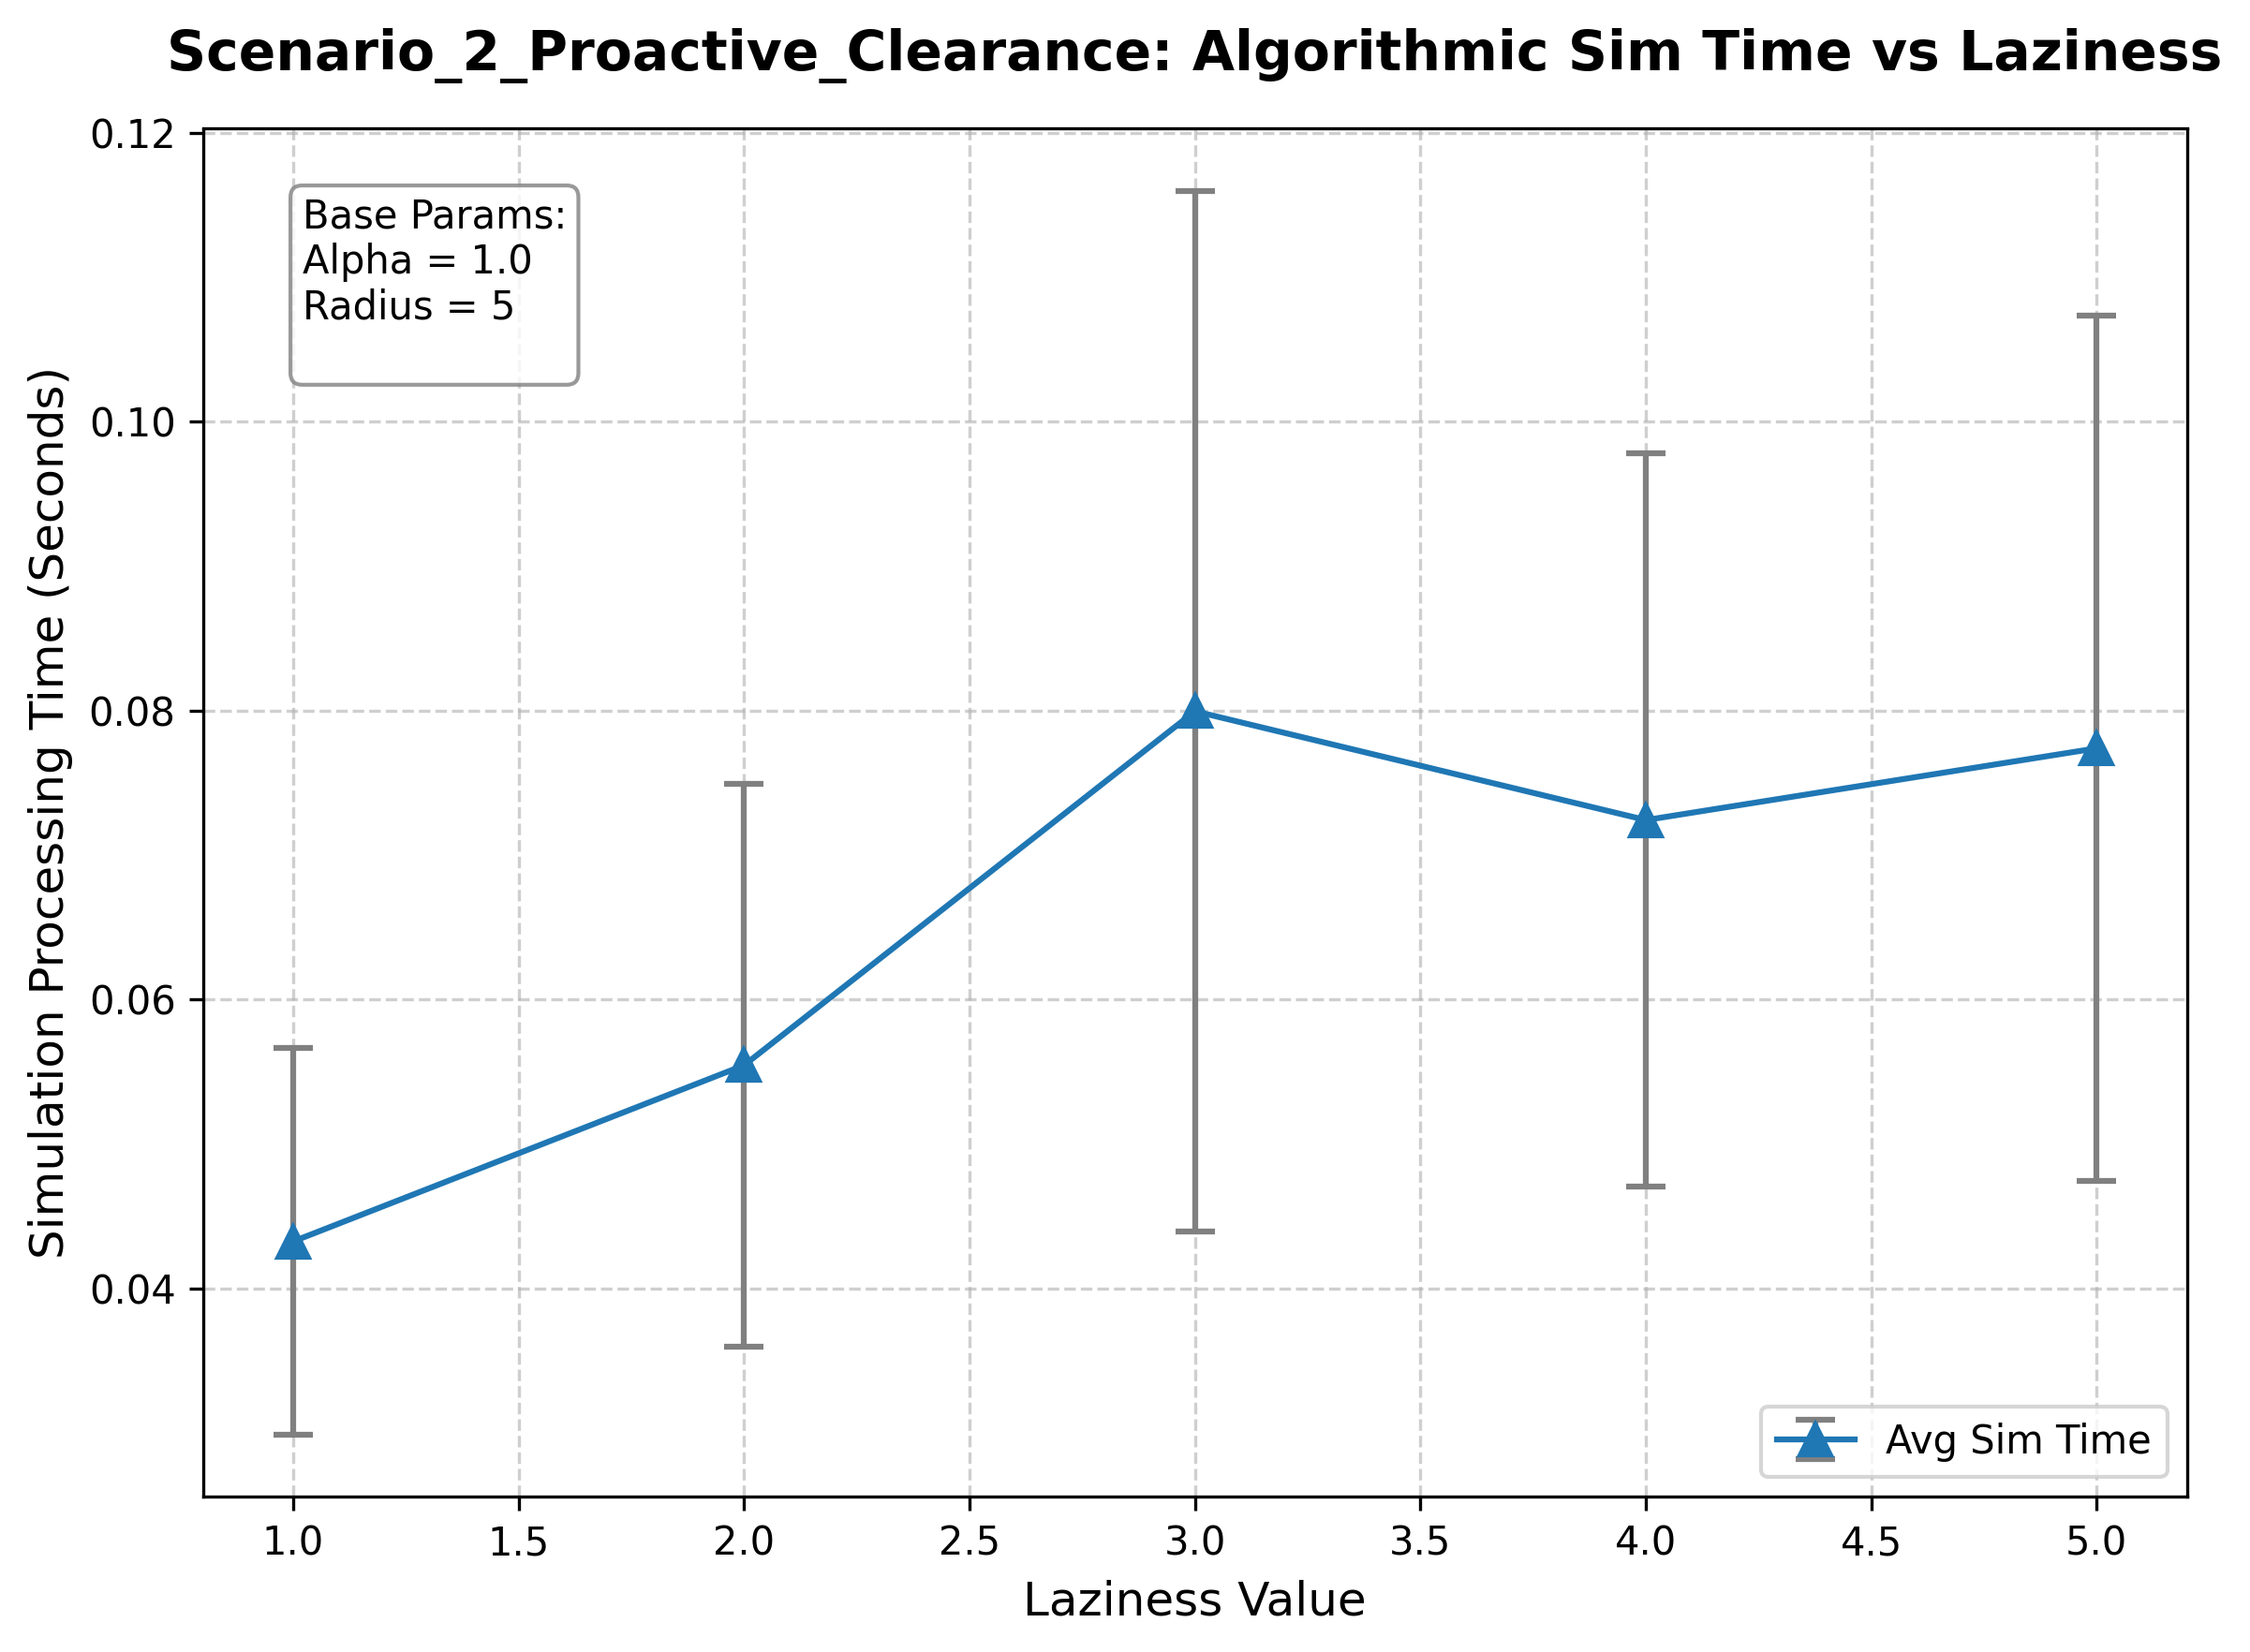 Scenario_2_Proactive_Clearance: Algorithmic Sim Time vs Laziness
Simulation Processing Time (Seconds)
0.12
0.10
0.08
0.06
0.04
Base Params:
Alpha = 1.0
Radius = 5
Avg Sim Time
1.0 1.5 2.0 2.5 3.0 3.5 4.0 4.5 5.0
Laziness Value